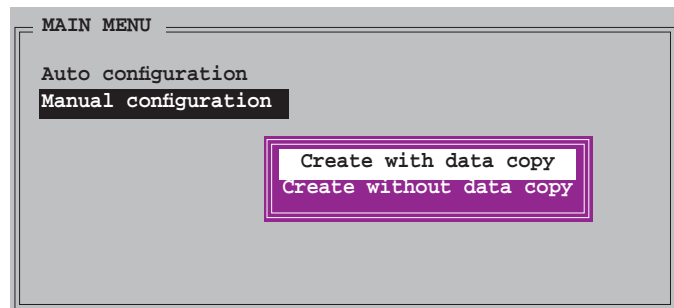 MAIN MENU
Auto configuration
Manual configuration
Create with data copy
Create without data copy